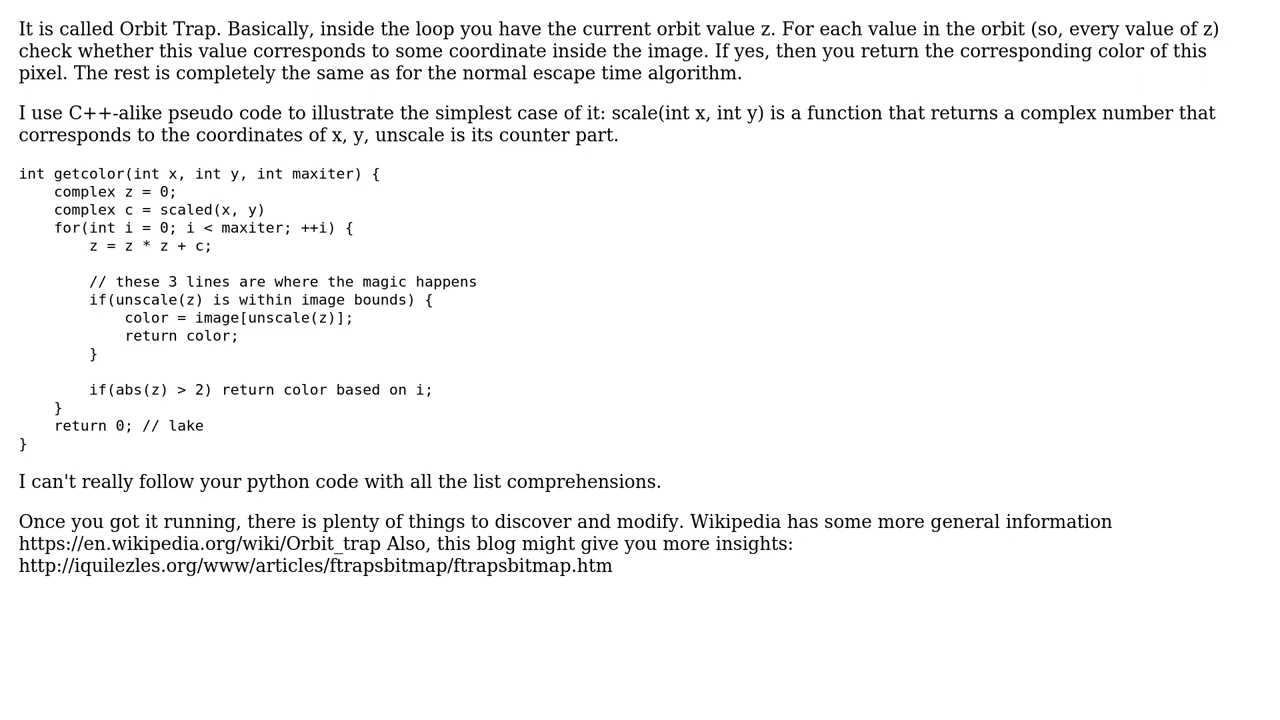 It is called Orbit Trap. Basically, inside the loop you have the current orbit value z. For each value in the orbit (so, every value of z)
check whether this value corresponds to some coordinate inside the image. If yes, then you return the corresponding color of this
pixel. The rest is completely the same as for the normal escape time algorithm.
I use C++-alike pseudo code to illustrate the simplest case of it: scale(int x, int y) is a function that returns a complex number that
corresponds to the coordinates of x, y, unscale is its counter part.
int getcolor(int x, int y, int maxiter) {
    complex z = 0;
    complex c = scaled(x, y)
    for(int i = 0; i < maxiter; ++i) {
        z = z * z + c;
        // these 3 lines are where the magic happens
        if(unscale(z) is within image bounds) {
            color = image[unscale(z)];
            return color;
        }
        if(abs(z) > 2) return color based on i;
    }
    return 0; // lake
}
I can't really follow your python code with all the list comprehensions.
Once you got it running, there is plenty of things to discover and modify. Wikipedia has some more general information
https://en.wikipedia.org/wiki/Orbit_trap Also, this blog might give you more insights:
http://iquilezles.org/www/articles/ftrapsbitmap/ftrapsbitmap.htm